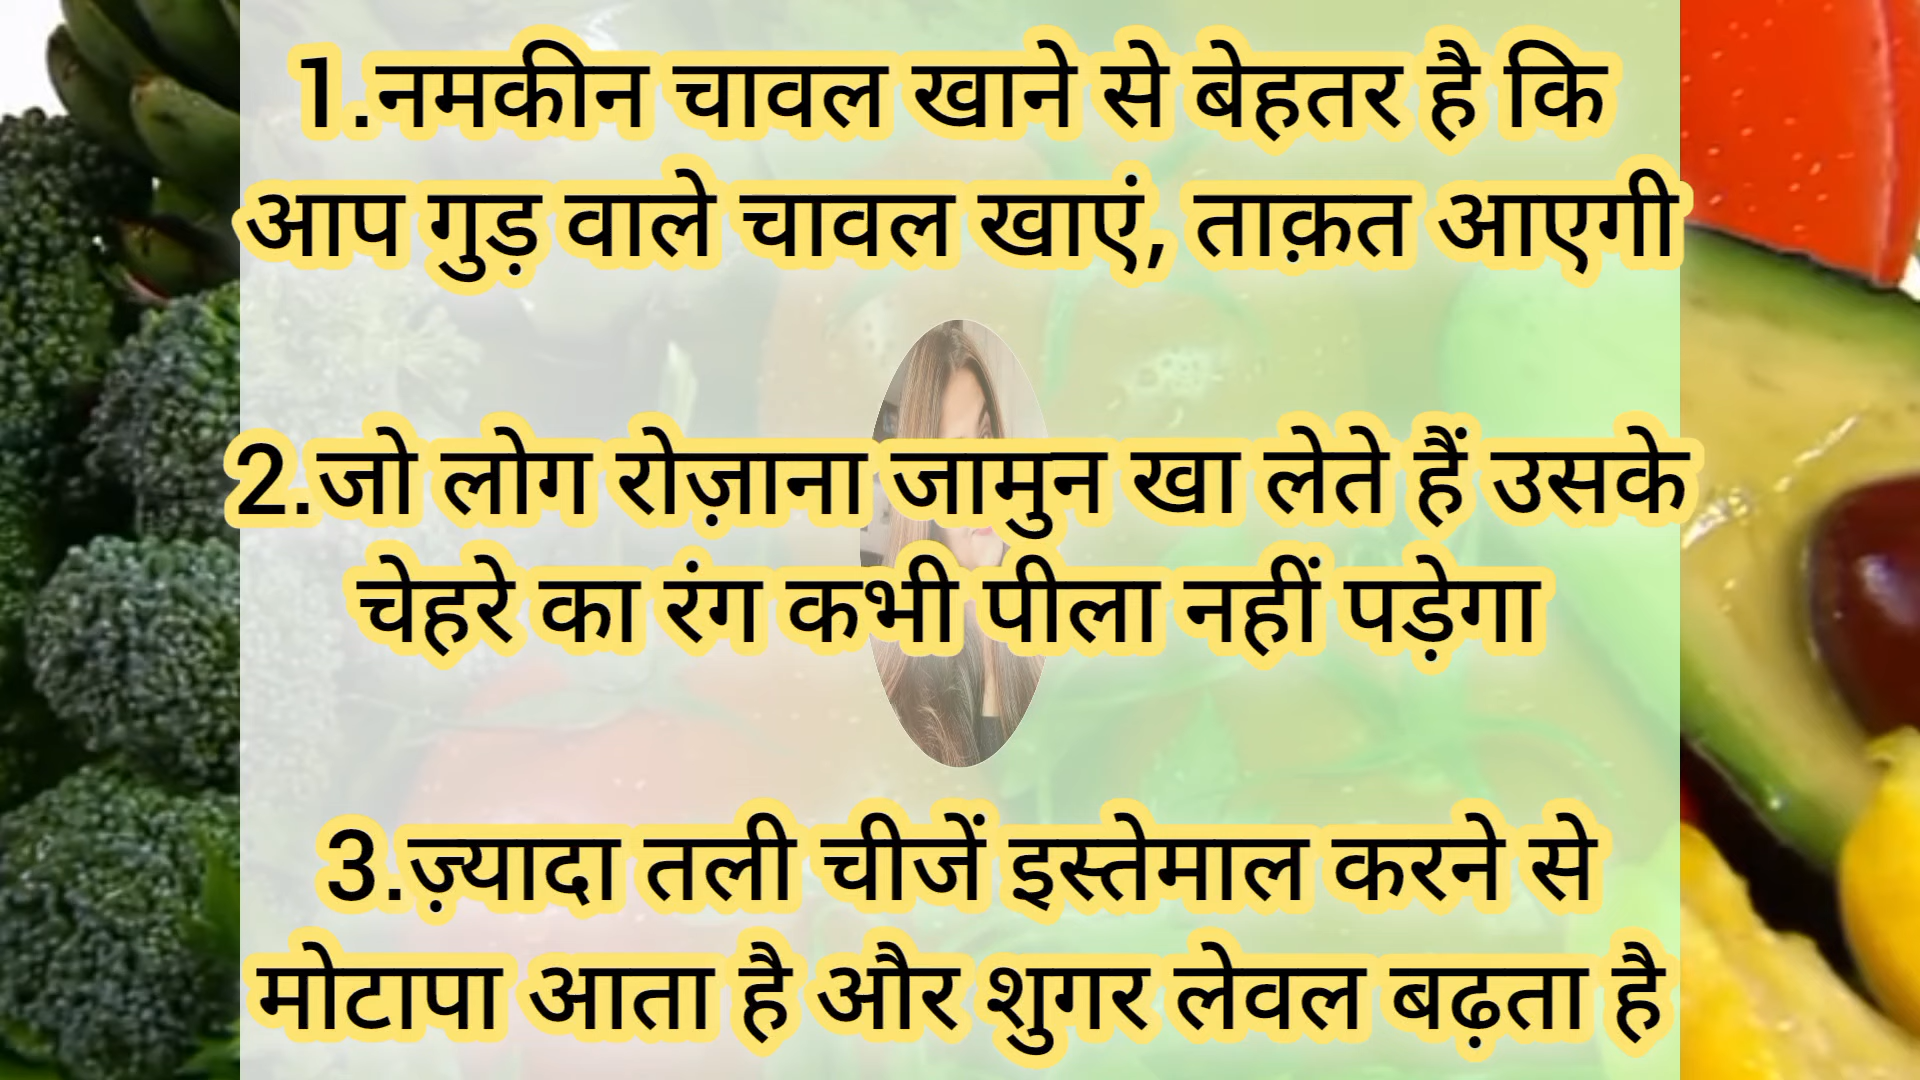 1.नमकीन चावल खाने से बेहतर है कि
आप गुड़ वाले चावल खाएं, ताक़त आएगी
2.जो लोग रोज़ाना जामुन खा लेते हैं उसके
चेहरे का रंग कभी पीला नहीं पड़ेगा
3.ज़्यादा तली चीजें इस्तेमाल करने से
मोटापा आता है और शुगर लेवल बढ़ता है